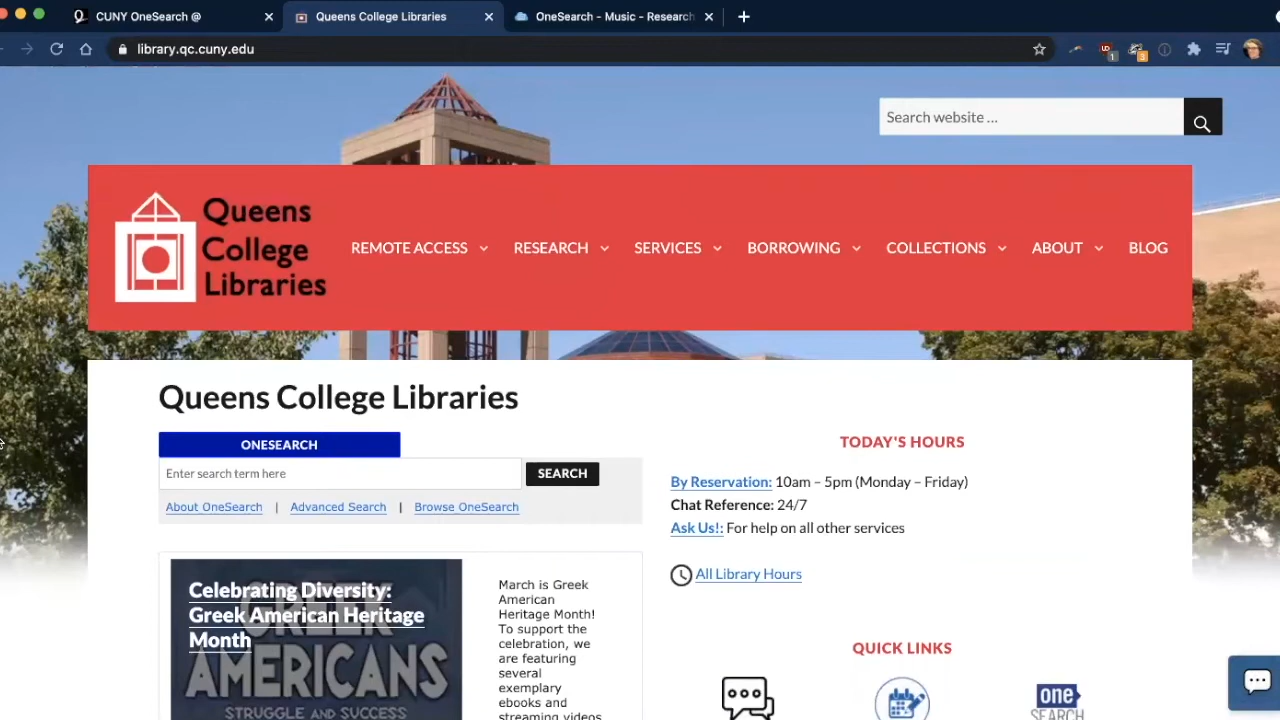 CUNY OneSearch @
Queens College Libraries
OneSearch - Music - Research
library.qc.cuny.edu
1
3
Search website ...
Queens
College
Libraries
REMOTE ACCESS
RESEARCH
SERVICES
BORROWING
COLLECTIONS
ABOUT
BLOG
Queens College Libraries
ONESEARCH
Enter search term here
SEARCH
About OneSearch | Advanced Search | Browse OneSearch
TODAY'S HOURS
By Reservation: 10am – 5pm (Monday – Friday)
Chat Reference: 24/7
Ask Us!: For help on all other services
All Library Hours
Celebrating Diversity:
Greek American Heritage
Month
GREEK
AMERICANS
STRUGGLE AND SUCCESS
March is Greek
American
Heritage Month!
To support the
celebration, we
are featuring
several
exemplary
ebooks and
streaming videos
QUICK LINKS
one
SEARCH